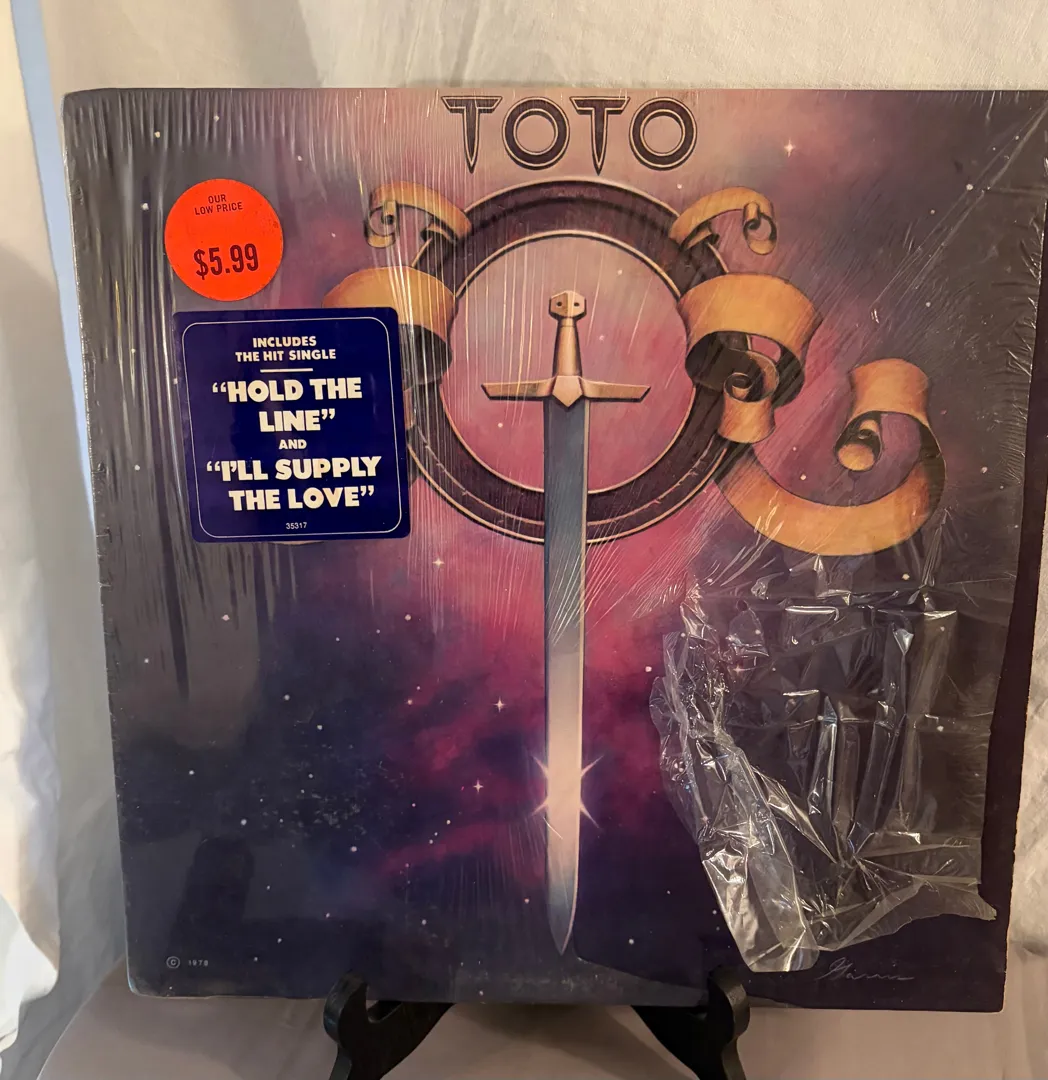 TOTO
OUR
LOW PRICE
$5.99
INCLUDES
THE HIT SINGLE
“HOLD THE
LINE”
AND
“I’LL SUPPLY
THE LOVE”
35317
© 1978